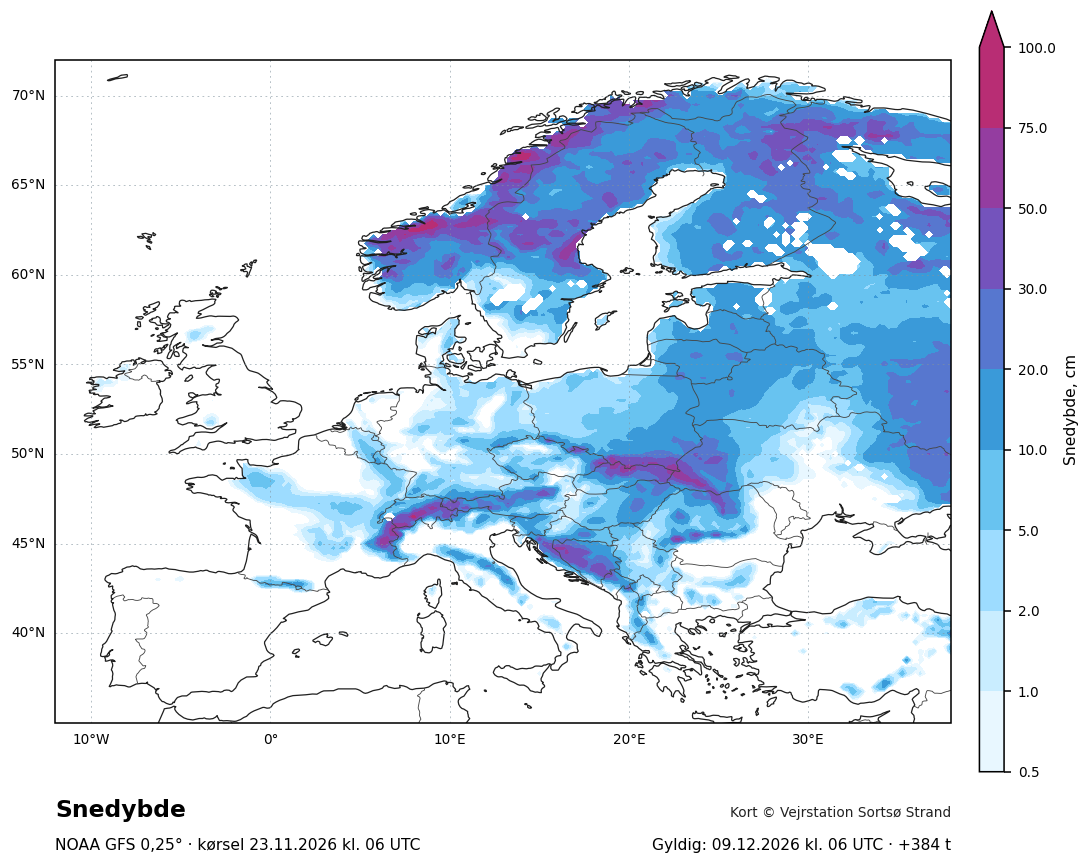 100.0
75.0
50.0
30.0
20.0
10.0
5.0
2.0
1.0
0.5
Snedybde, cm
70°N
65°N
60°N
55°N
50°N
45°N
40°N
10°W 0° 10°E 20°E 30°E
Snedybde
Kort © Vejrstation Sortsø Strand
NOAA GFS 0,25° · kørsel 23.11.2026 kl. 06 UTC
Gyldig: 09.12.2026 kl. 06 UTC · +384 t